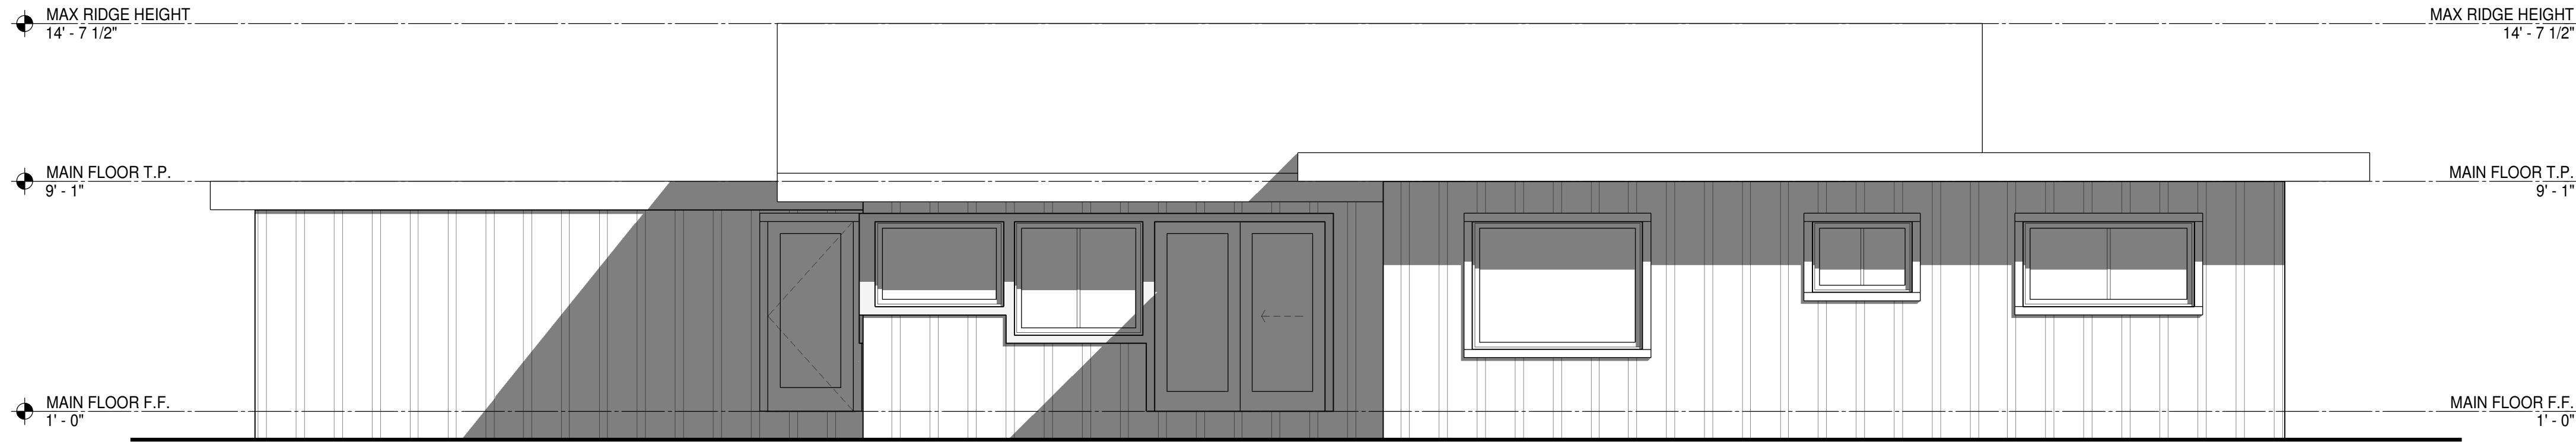 MAX RIDGE HEIGHT
14' - 7 1/2"
MAX RIDGE HEIGHT
14' - 7 1/2"
MAIN FLOOR T.P.
9' - 1"
MAIN FLOOR T.P.
9' - 1"
MAIN FLOOR F.F.
1' - 0"
MAIN FLOOR F.F.
1' - 0"